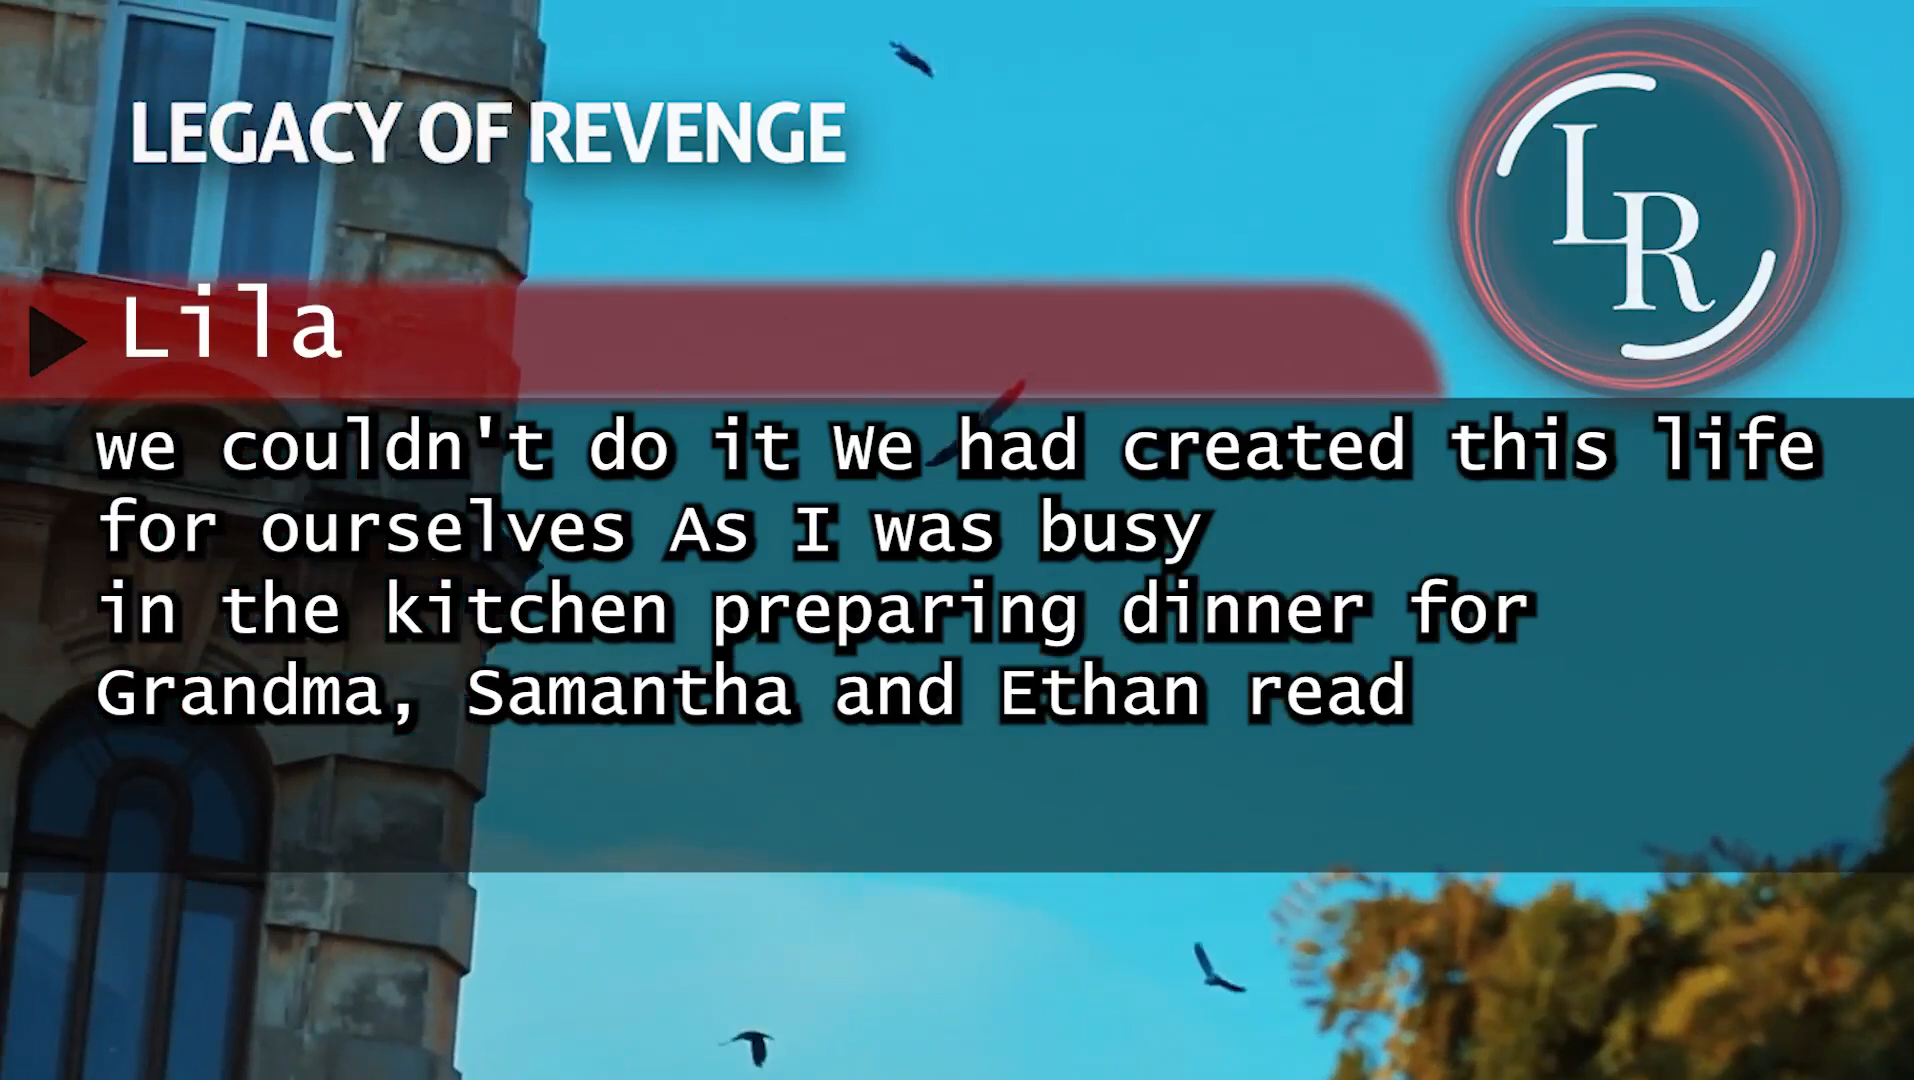 LEGACY OF REVENGE
LR
Lila
we couldn't do it We had created this life
for ourselves As I was busy
in the kitchen preparing dinner for
Grandma, Samantha and Ethan read